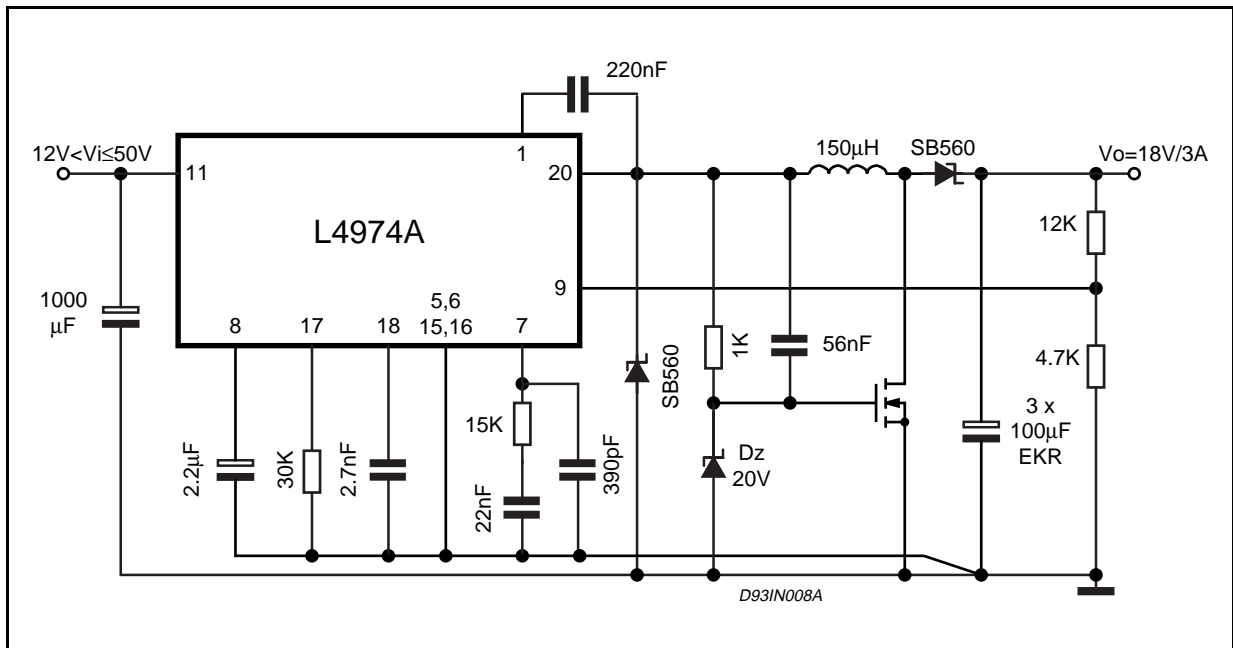 220nF
12V<Vi≤50V
11
1
20
150μH
SB560
Vo=18V/3A
L4974A
12K
9
1000
μF
8
17
18
5,6
15,16
7
SB560
1K
56nF
4.7K
2.2μF
30K
2.7nF
15K
22nF
390pF
Dz
20V
3 x
100μF
EKR
D93IN008A